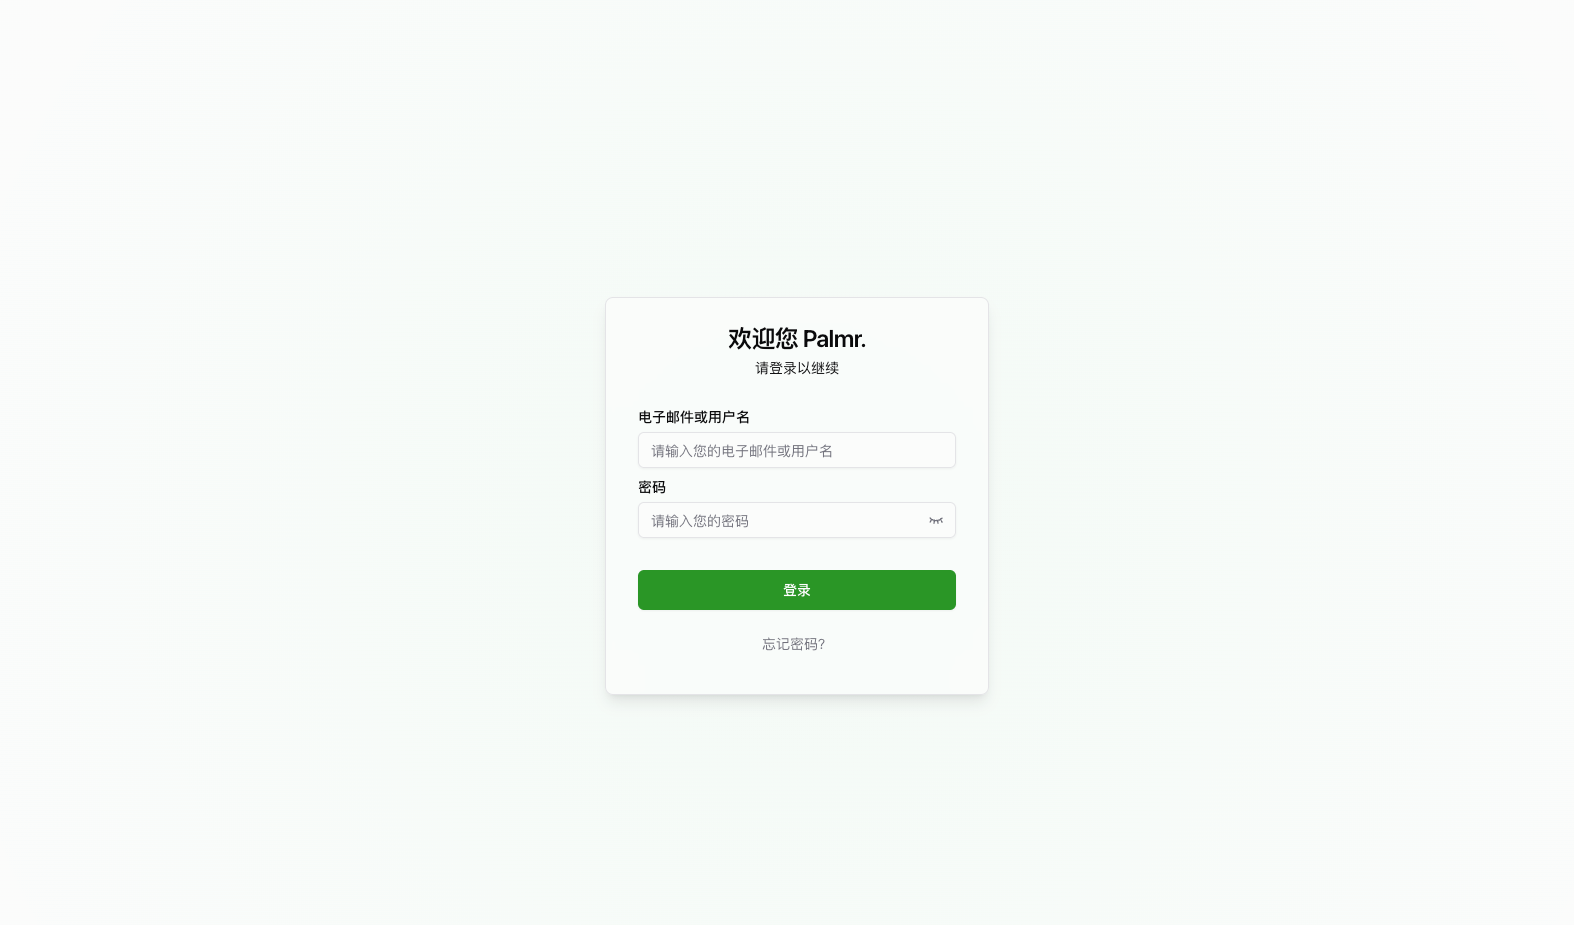 欢迎您 Palmr.
请登录以继续
电子邮件或用户名
请输入您的电子邮件或用户名
密码
请输入您的密码
登录
忘记密码?